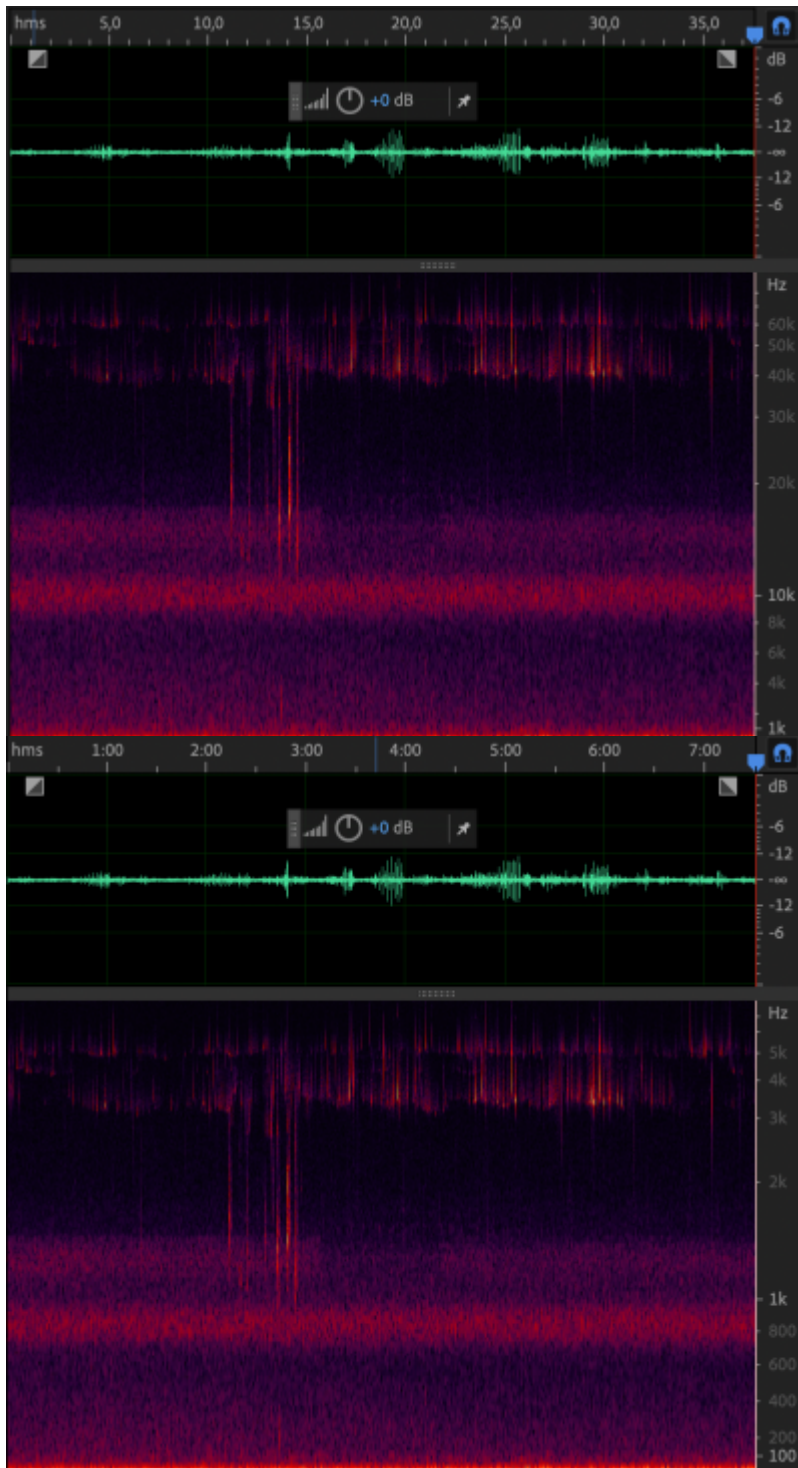 hms 5,0 10,0 15,0 20,0 25,0 30,0 35,0
dB
-6
+0 dB
-12
-∞
-12
-6
Hz
60k
50k
40k
30k
20k
10k
8k
6k
4k
1k
hms 1:00 2:00 3:00 4:00 5:00 6:00 7:00
dB
-6
+0 dB
-12
-∞
-12
-6
Hz
5k
4k
3k
2k
1k
800
600
400
200
100